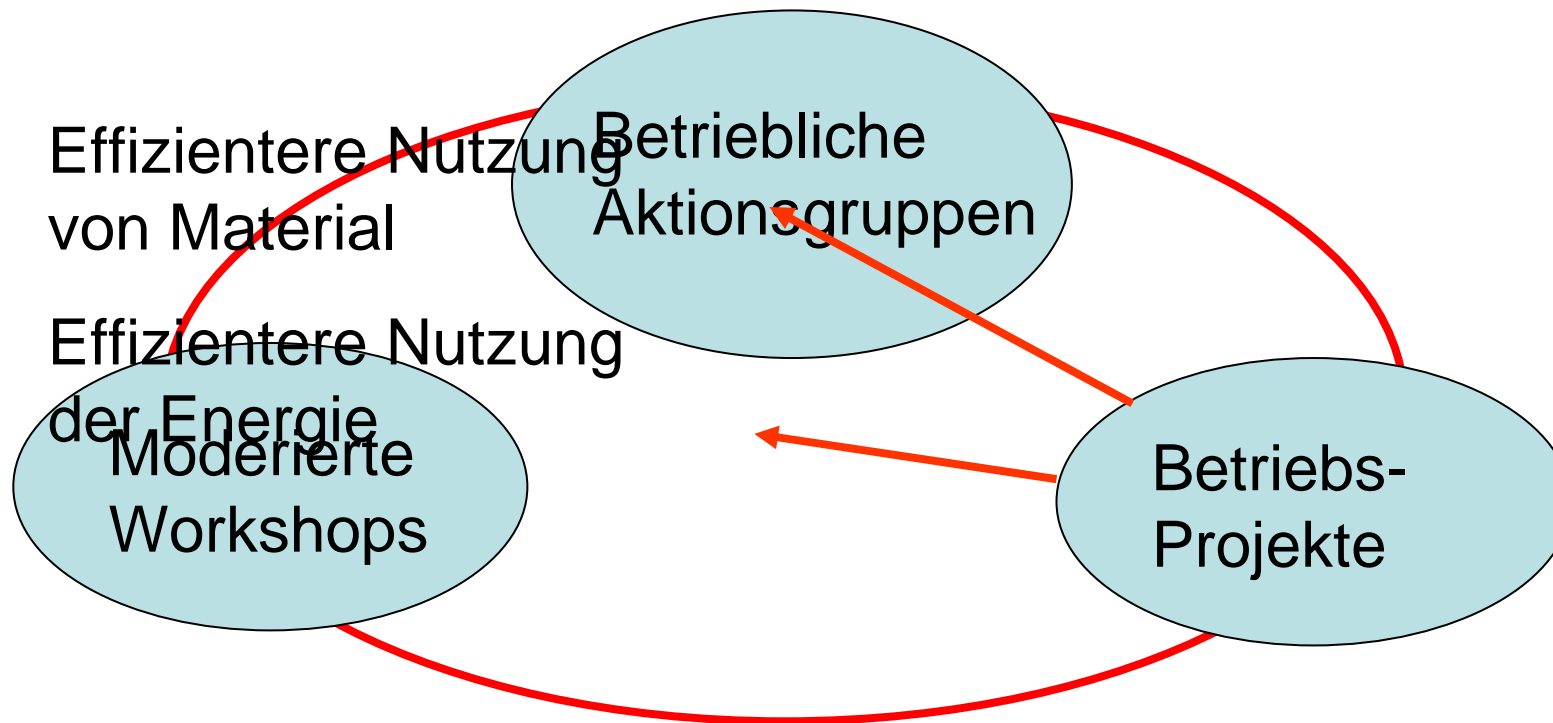 Effizientere Nutzung
von Material
Effizientere Nutzung
der Energie
Betriebliche
Aktionsgruppen
Moderierte
Workshops
Betriebs-
Projekte